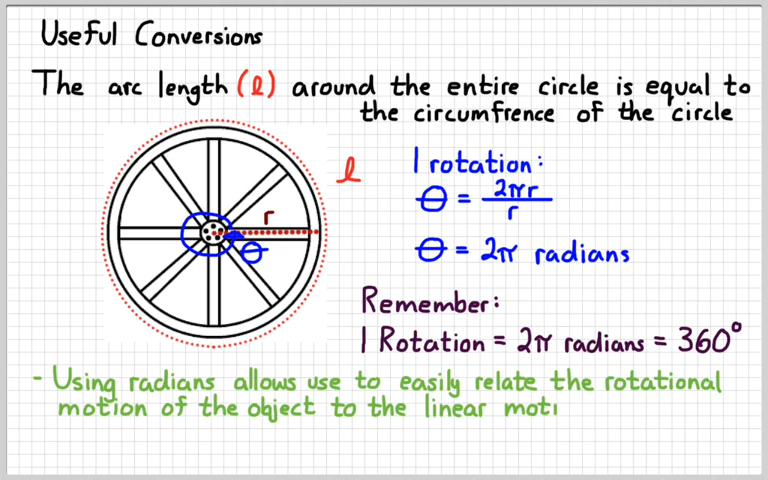 Useful Conversions
The arc length (l) around the entire circle is equal to
the circumfrence of the circle
l
r
θ
1 rotation:
θ = 2πr / r
θ = 2π radians
Remember:
1 Rotation = 2π radians = 360°
- Using radians allows use to easily relate the rotational
motion of the object to the linear moti